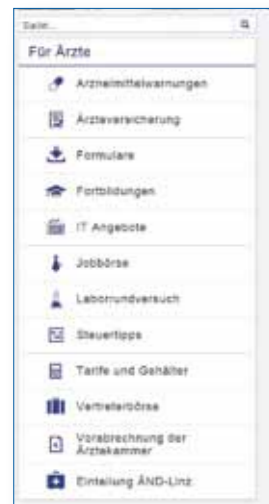 Suche...
Für Ärzte
Arzneimittelwarnungen
Ärzteversicherung
Formulare
Fortbildungen
IT Angebote
Jobbörse
Laborrundversuch
Steuertipps
Tarife und Gehälter
Vertreterbörse
Vorabrechnung der
Ärztekammer
Einteilung ÄND-Linz